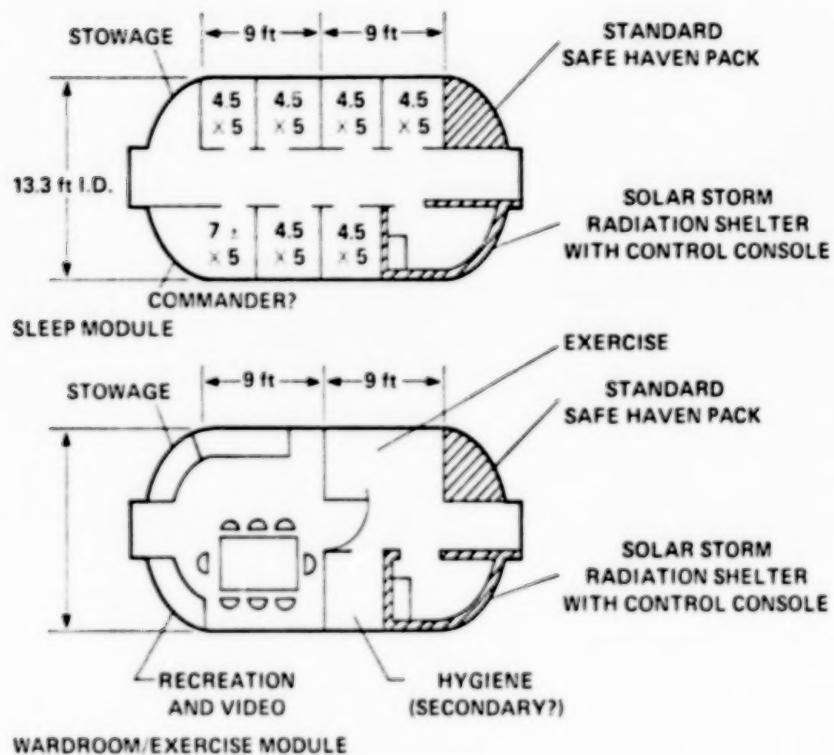 STOWAGE
9 ft
9 ft
STANDARD
SAFE HAVEN PACK
4.5
× 5
4.5
× 5
4.5
× 5
4.5
× 5
13.3 ft I.D.
SOLAR STORM
RADIATION SHELTER
WITH CONTROL CONSOLE
7 ±
× 5
4.5
× 5
4.5
× 5
COMMANDER?
SLEEP MODULE
EXERCISE
9 ft
9 ft
STOWAGE
STANDARD
SAFE HAVEN PACK
SOLAR STORM
RADIATION SHELTER
WITH CONTROL CONSOLE
RECREATION
AND VIDEO
HYGIENE
(SECONDARY?)
WARDROOM/EXERCISE MODULE